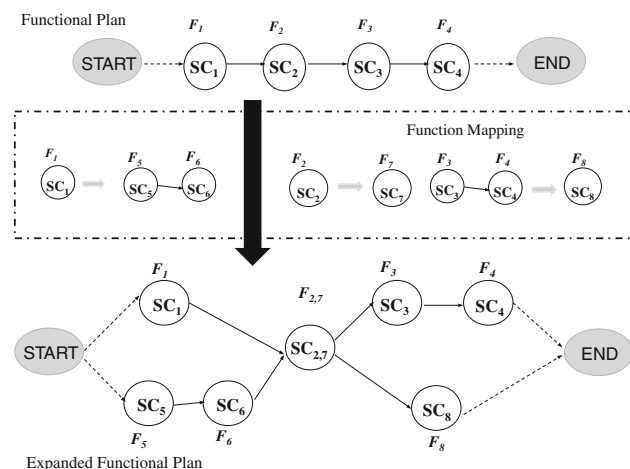 Functional Plan
F1 F2 F3 F4
START SC1 SC2 SC3 SC4 END
Function Mapping
F1 F5 F6 F2 F7 F3 F4 F8
SC1 SC5 SC6 SC2 SC7 SC3 SC4 SC8
F1 F2,7 F3 F4
SC1 SC3 SC4
START SC2,7 END
SC5 SC6 SC8
F5 F6 F8
Expanded Functional Plan